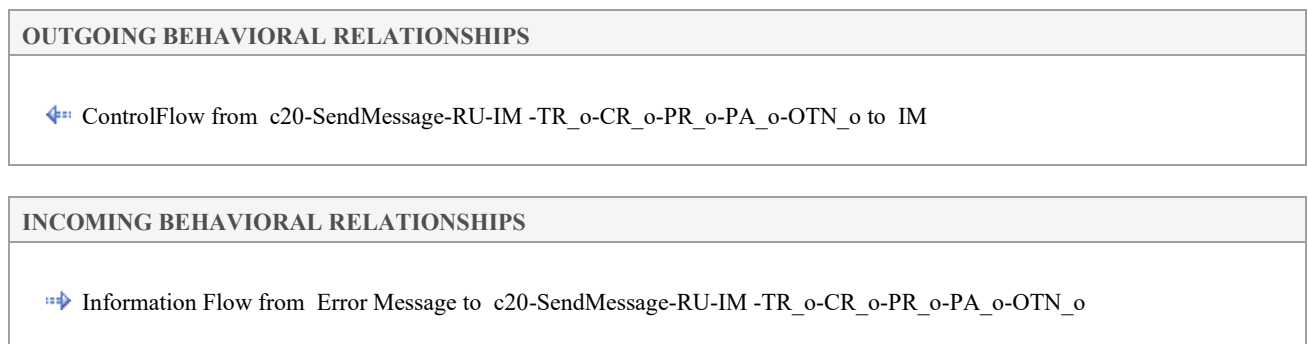 OUTGOING BEHAVIORAL RELATIONSHIPS
ControlFlow from c20-SendMessage-RU-IM -TR_o-CR_o-PR_o-PA_o-OTN_o to IM
INCOMING BEHAVIORAL RELATIONSHIPS
Information Flow from Error Message to c20-SendMessage-RU-IM -TR_o-CR_o-PR_o-PA_o-OTN_o